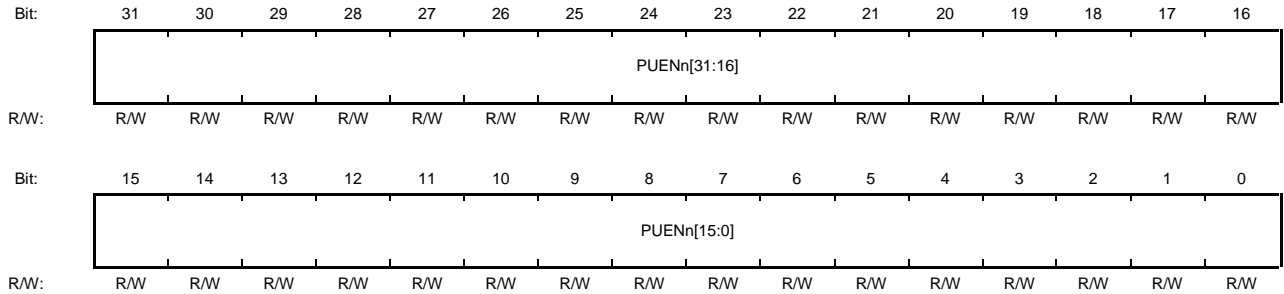 Bit: 31 30 29 28 27 26 25 24 23 22 21 20 19 18 17 16
PUENn[31:16]
R/W: R/W R/W R/W R/W R/W R/W R/W R/W R/W R/W R/W R/W R/W R/W R/W R/W
Bit: 15 14 13 12 11 10 9 8 7 6 5 4 3 2 1 0
PUENn[15:0]
R/W: R/W R/W R/W R/W R/W R/W R/W R/W R/W R/W R/W R/W R/W R/W R/W R/W